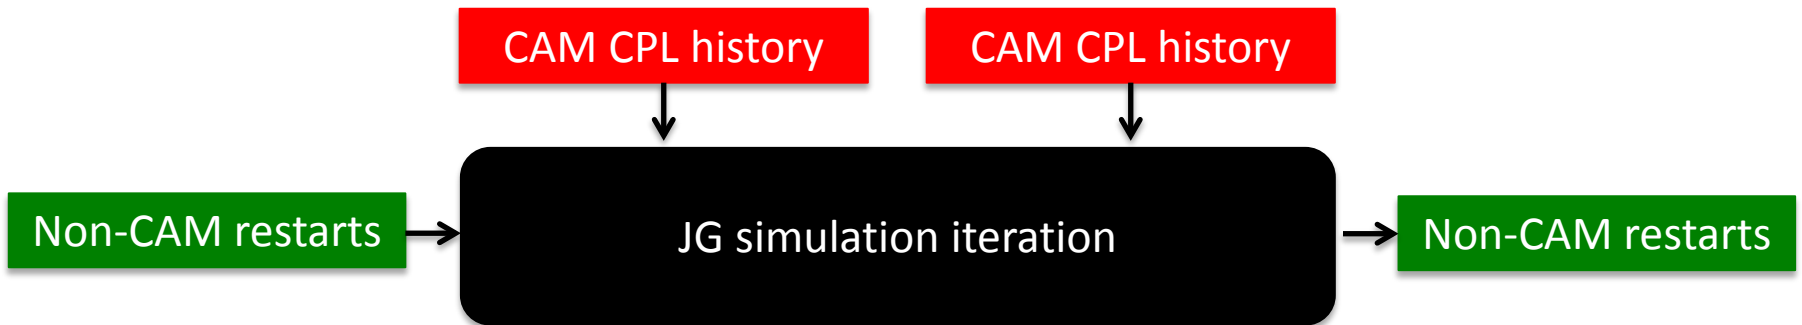 CAM CPL history
CAM CPL history
Non-CAM restarts
JG simulation iteration
Non-CAM restarts